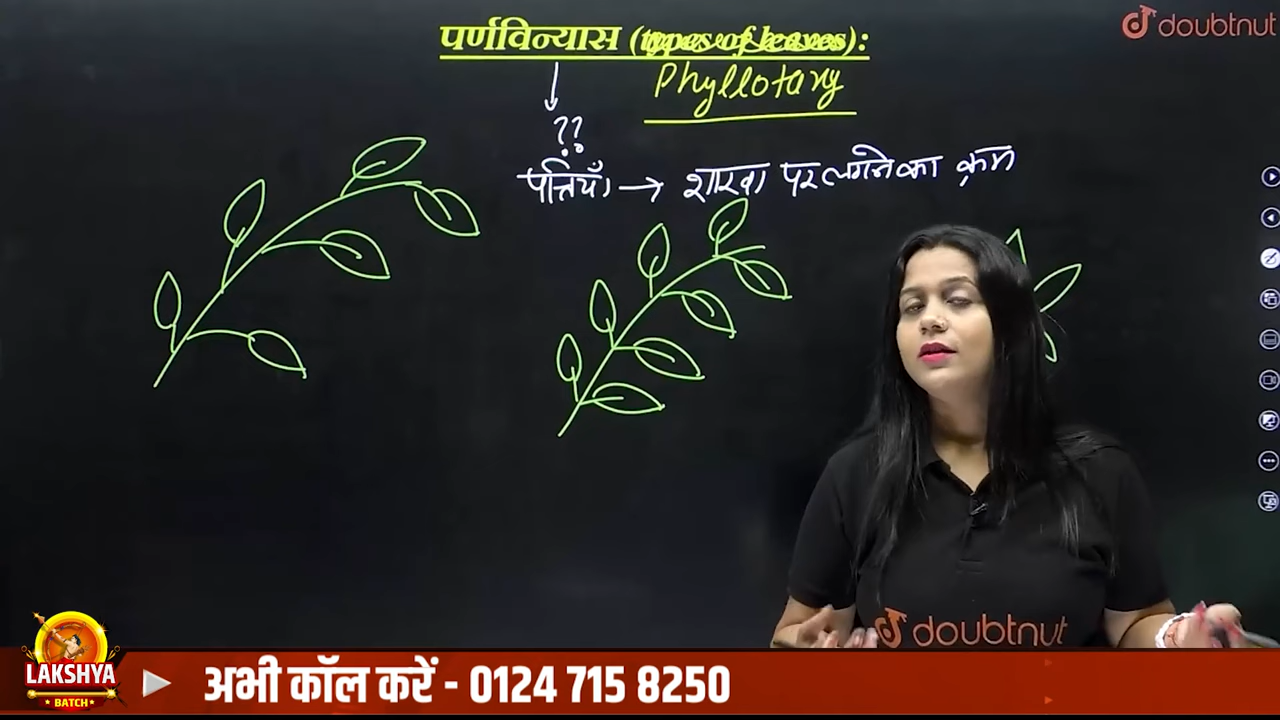 doubtnut
पर्णविन्यास (types of leaves):
Phyllotaxy
??
पत्तियाँ → शाखा पर लगने का क्रम
doubtnut
LAKSHYA
BATCH
अभी कॉल करें - 0124 715 8250